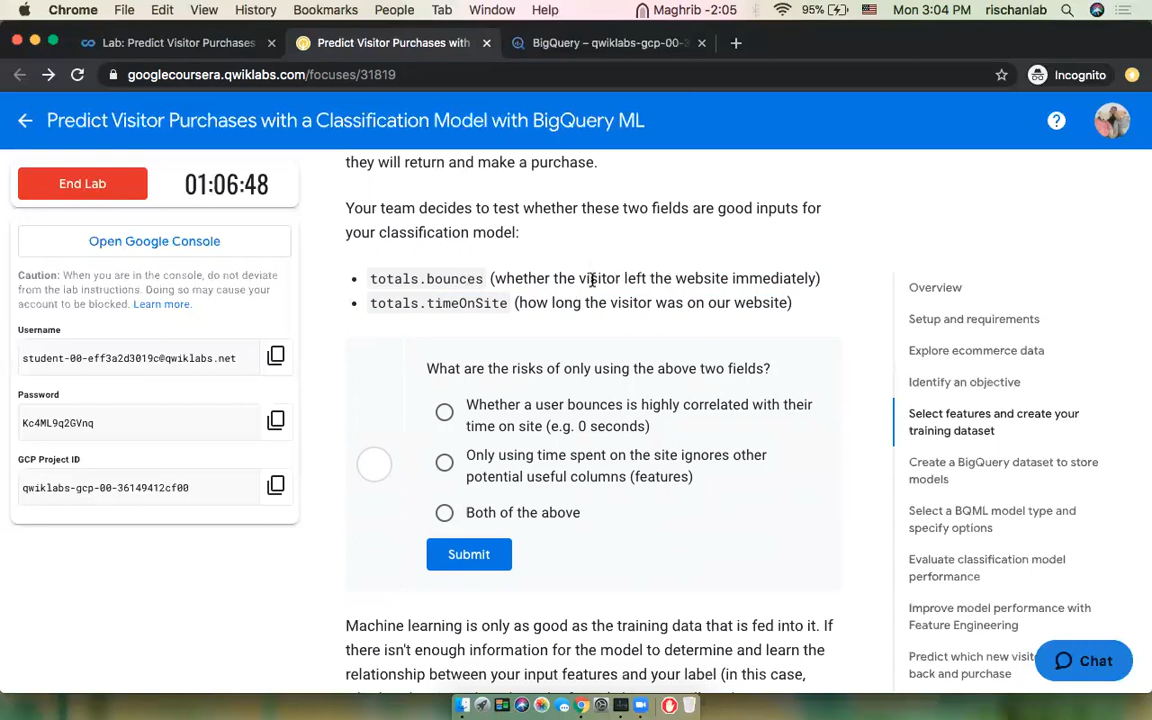 Chrome File Edit View History Bookmarks People Tab Window Help Maghrib -2:05 95% Mon 3:04 PM rischanlab
Lab: Predict Visitor Purchases Predict Visitor Purchases with BigQuery – qwiklabs-gcp-00-3
googlecoursera.qwiklabs.com/focuses/31819 Incognito
Predict Visitor Purchases with a Classification Model with BigQuery ML
End Lab
01:06:48
Open Google Console
Caution: When you are in the console, do not deviate
from the lab instructions. Doing so may cause your
account to be blocked. Learn more.
Username
student-00-eff3a2d3019c@qwiklabs.net
Password
Kc4ML9q2GVnq
GCP Project ID
qwiklabs-gcp-00-36149412cf00
they will return and make a purchase.
Your team decides to test whether these two fields are good inputs for
your classification model:
• totals.bounces (whether the visitor left the website immediately)
• totals.timeOnSite (how long the visitor was on our website)
What are the risks of only using the above two fields?
Whether a user bounces is highly correlated with their
time on site (e.g. 0 seconds)
Only using time spent on the site ignores other
potential useful columns (features)
Both of the above
Submit
Machine learning is only as good as the training data that is fed into it. If
there isn't enough information for the model to determine and learn the
relationship between your input features and your label (in this case,
Overview
Setup and requirements
Explore ecommerce data
Identify an objective
Select features and create your
training dataset
Create a BigQuery dataset to store
models
Select a BQML model type and
specify options
Evaluate classification model
performance
Improve model performance with
Feature Engineering
Predict which new
back and purchase
Chat